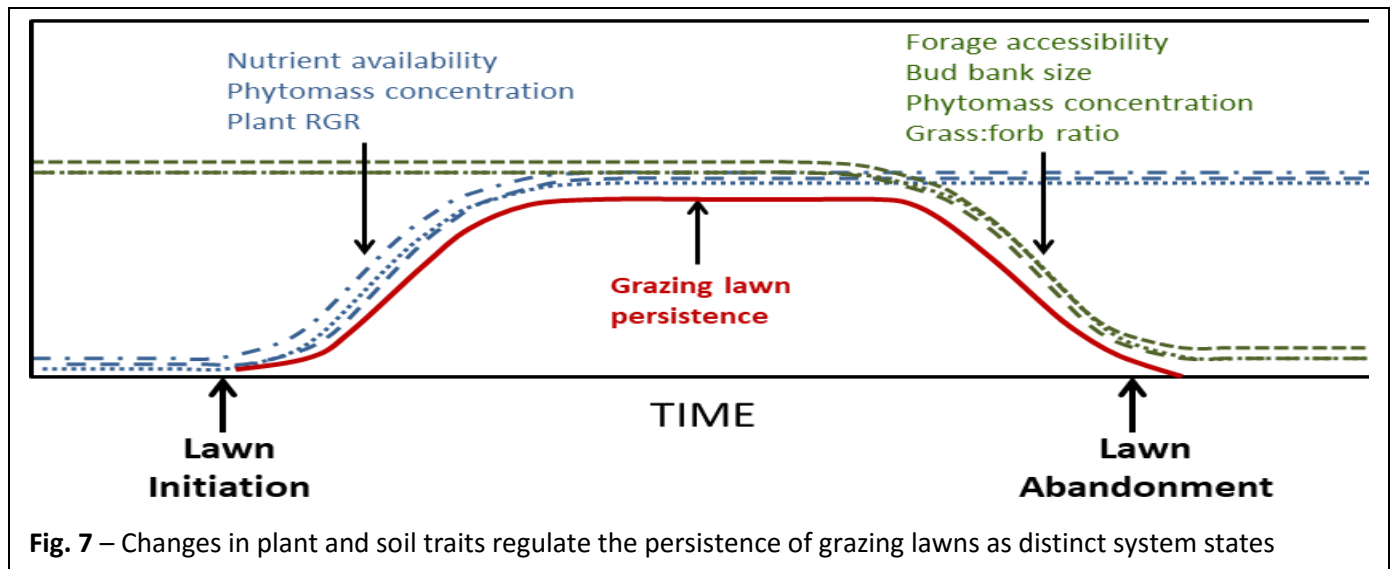 Nutrient availability
Phytomass concentration
Plant RGR
Forage accessibility
Bud bank size
Phytomass concentration
Grass:forb ratio
Grazing lawn
persistence
TIME
Lawn
Initiation
Lawn
Abandonment
Fig. 7 – Changes in plant and soil traits regulate the persistence of grazing lawns as distinct system states